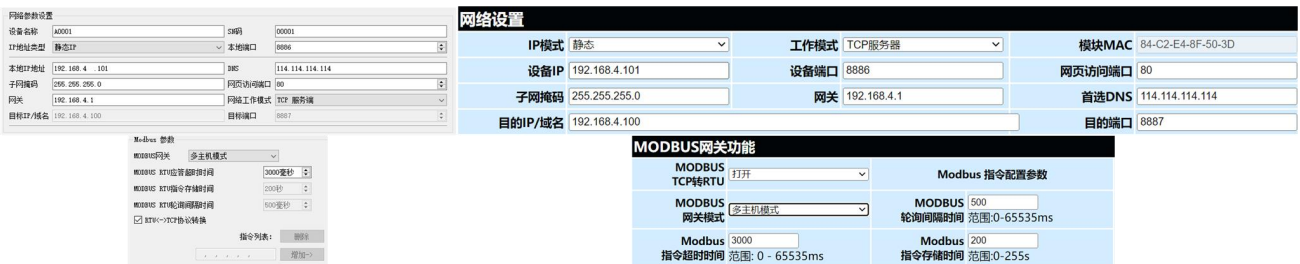 网络参数设置
设备名称 A0001 SN码 00001
IP地址类型 静态IP 本地端口 8886
本地IP地址 192.168.4 .101 DNS 114.114.114.114
子网掩码 255.255.255.0 网页访问端口 80
网关 192.168.4.1 网络工作模式 TCP 服务端
目标IP/域名 192.168.4.100 目标端口 8887
网络设置
IP模式 静态 工作模式 TCP服务器 模块MAC 84-C2-E4-8F-50-3D
设备IP 192.168.4.101 设备端口 8886 网页访问端口 80
子网掩码 255.255.255.0 网关 192.168.4.1 首选DNS 114.114.114.114
目的IP/域名 192.168.4.100 目的端口 8887
Modbus 参数
MODBUS网关 多主机模式
MODBUS RTU应答超时时间 3000毫秒
MODBUS RTU指令存储时间 200秒
MODBUS RTU轮询间隔时间 500毫秒
RTU<->TCP协议转换
指令列表: 删除
. . . . . 增加->
MODBUS网关功能
MODBUS
TCP转RTU 打开 Modbus 指令配置参数
MODBUS
网关模式 多主机模式 MODBUS 500
轮询间隔时间 范围:0-65535ms
Modbus 3000
指令超时时间 范围: 0 - 65535ms
Modbus 200
指令存储时间 范围:0-255s